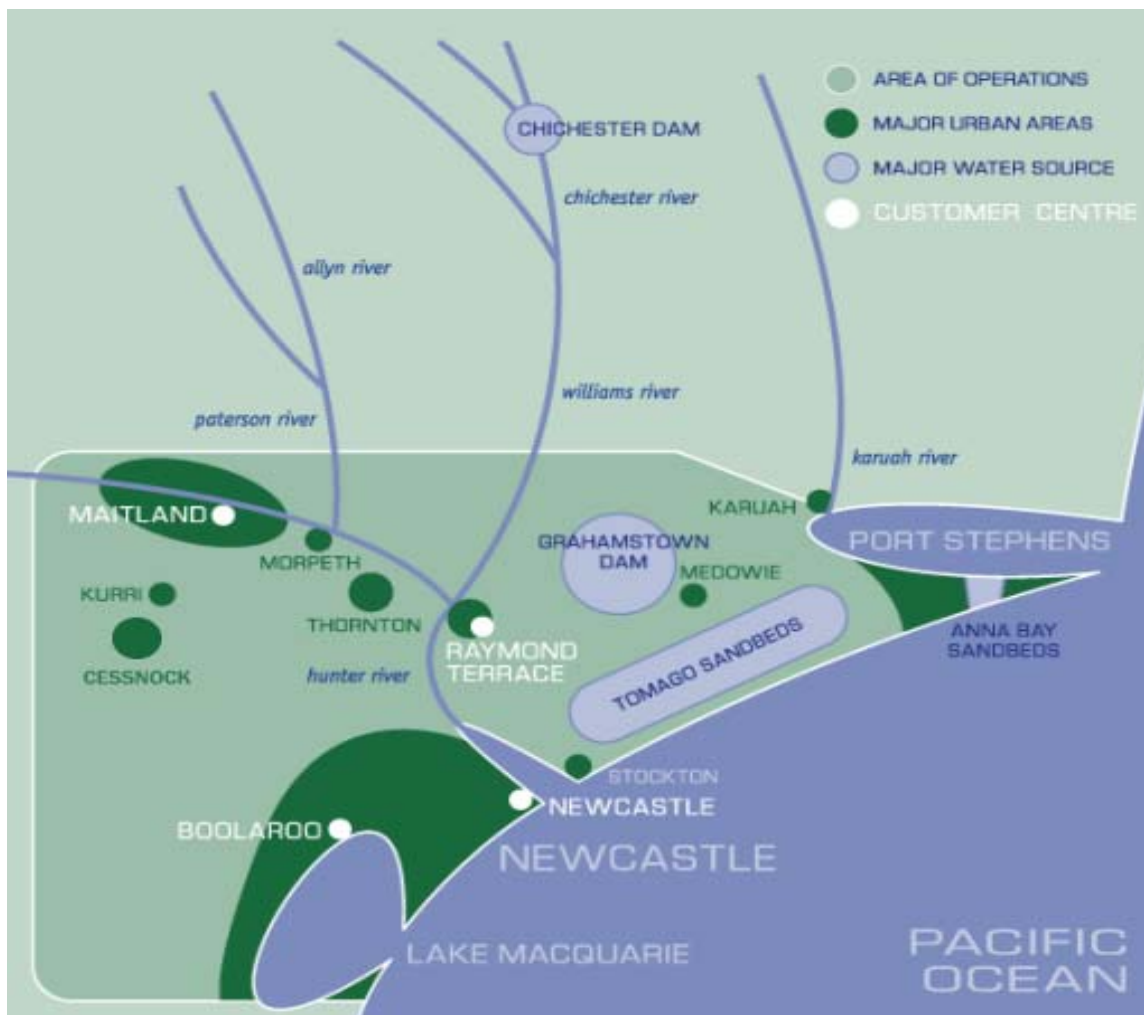 AREA OF OPERATIONS
MAJOR URBAN AREAS
MAJOR WATER SOURCE
CUSTOMER CENTRE
CHICHESTER DAM
chichester river
allyn river
williams river
paterson river
karuah river
MAITLAND
KARUAH
PORT STEPHENS
MORPETH
GRAHAMSTOWN
DAM
MEDOWIE
KURRI
THORNTON
RAYMOND
TERRACE
ANNA BAY
SANDBEDS
CESSNOCK
hunter river
TOMAGO SANDBEDS
STOCKTON
NEWCASTLE
BOOLAROO
NEWCASTLE
LAKE MACQUARIE
PACIFIC
OCEAN